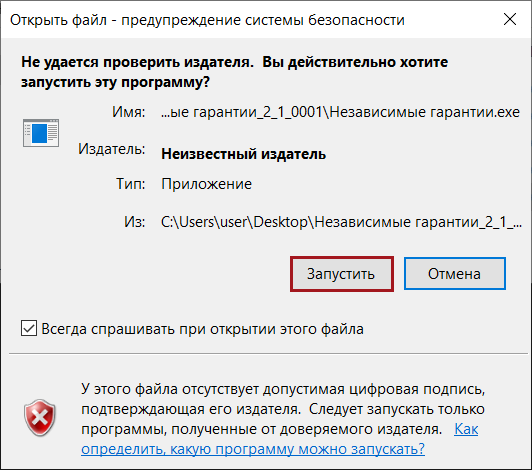 Открыть файл - предупреждение системы безопасности
Не удается проверить издателя. Вы действительно хотите
запустить эту программу?
Имя: ...ые гарантии_2_1_0001\Независимые гарантии.exe
Издатель: Неизвестный издатель
Тип: Приложение
Из: C:\Users\user\Desktop\Независимые гарантии_2_1_...
Запустить Отмена
Всегда спрашивать при открытии этого файла
У этого файла отсутствует допустимая цифровая подпись,
подтверждающая его издателя. Следует запускать только
программы, полученные от доверяемого издателя. Как
определить, какую программу можно запускать?